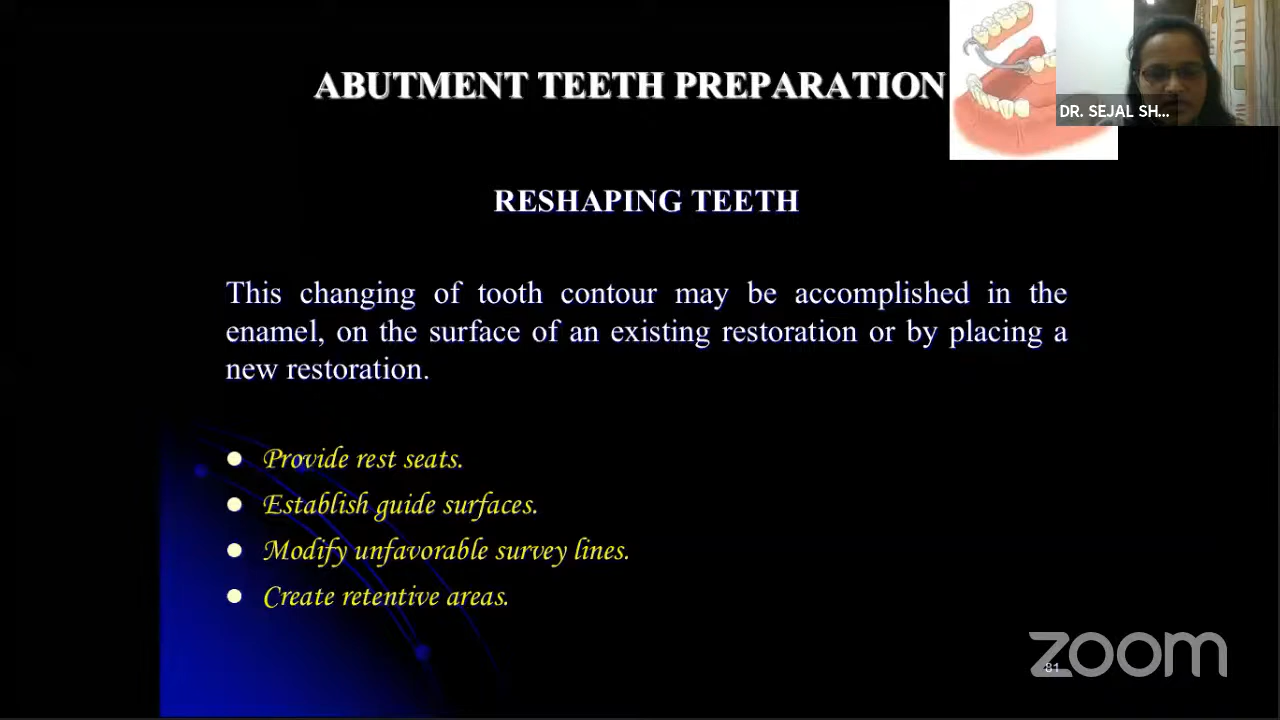 ABUTMENT TEETH PREPARATION
DR. SEJAL SH...
RESHAPING TEETH
This changing of tooth contour may be accomplished in the
enamel, on the surface of an existing restoration or by placing a
new restoration.
Provide rest seats.
Establish guide surfaces.
Modify unfavorable survey lines.
Create retentive areas.
zoom
81